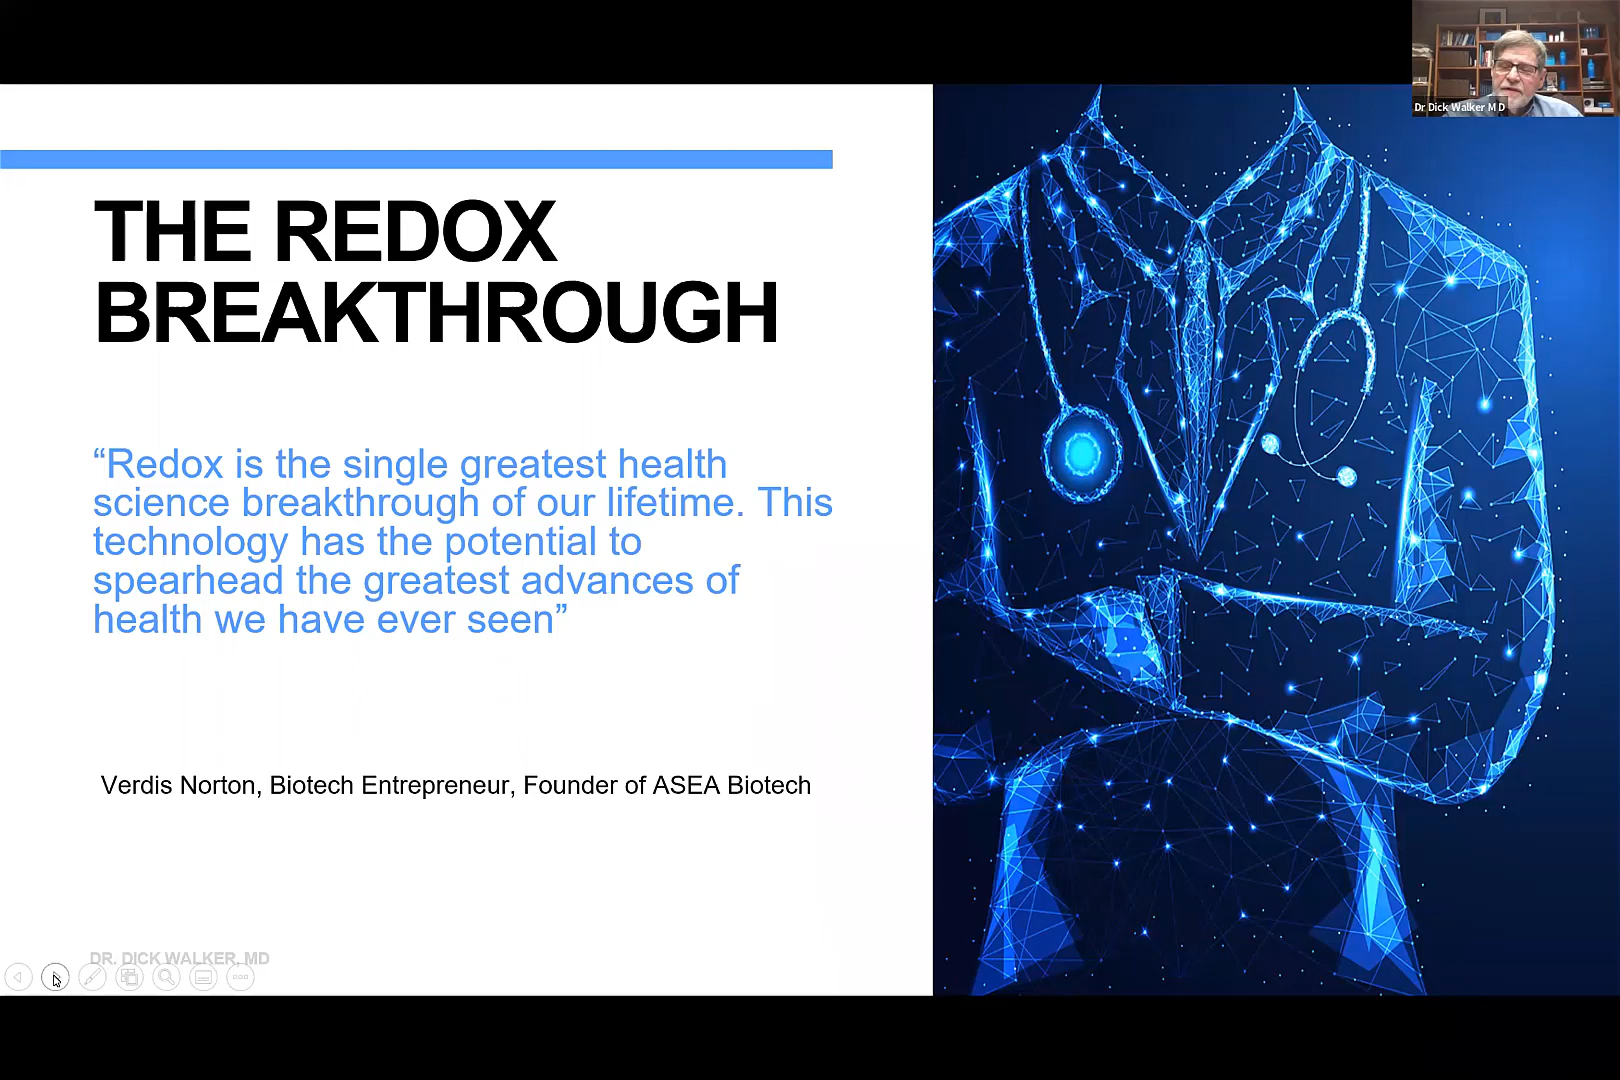 Dr Dick Walker M D
THE REDOX
BREAKTHROUGH
“Redox is the single greatest health
science breakthrough of our lifetime. This
technology has the potential to
spearhead the greatest advances of
health we have ever seen”
Verdis Norton, Biotech Entrepreneur, Founder of ASEA Biotech
DR. DICK WALKER, MD